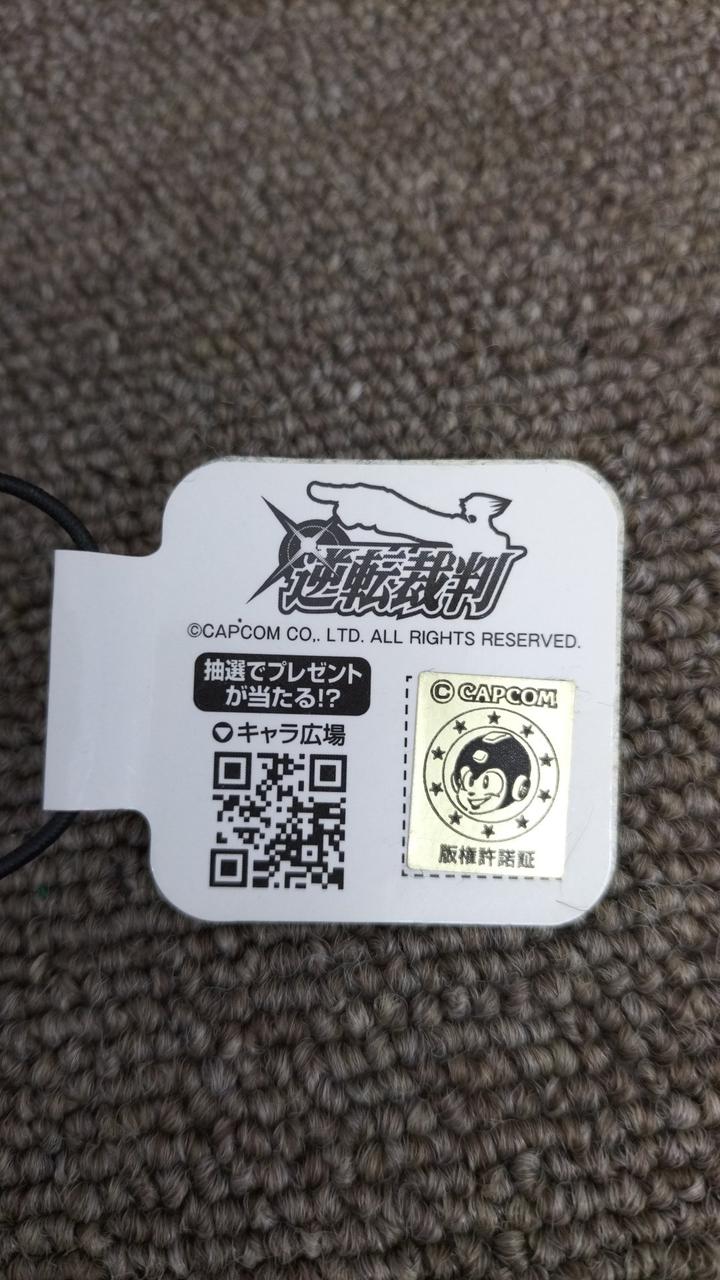 逆転裁判
©CAPCOM CO,. LTD. ALL RIGHTS RESERVED.
抽選でプレゼント
が当たる!?
キャラ広場
© CAPCOM
版権許諾証